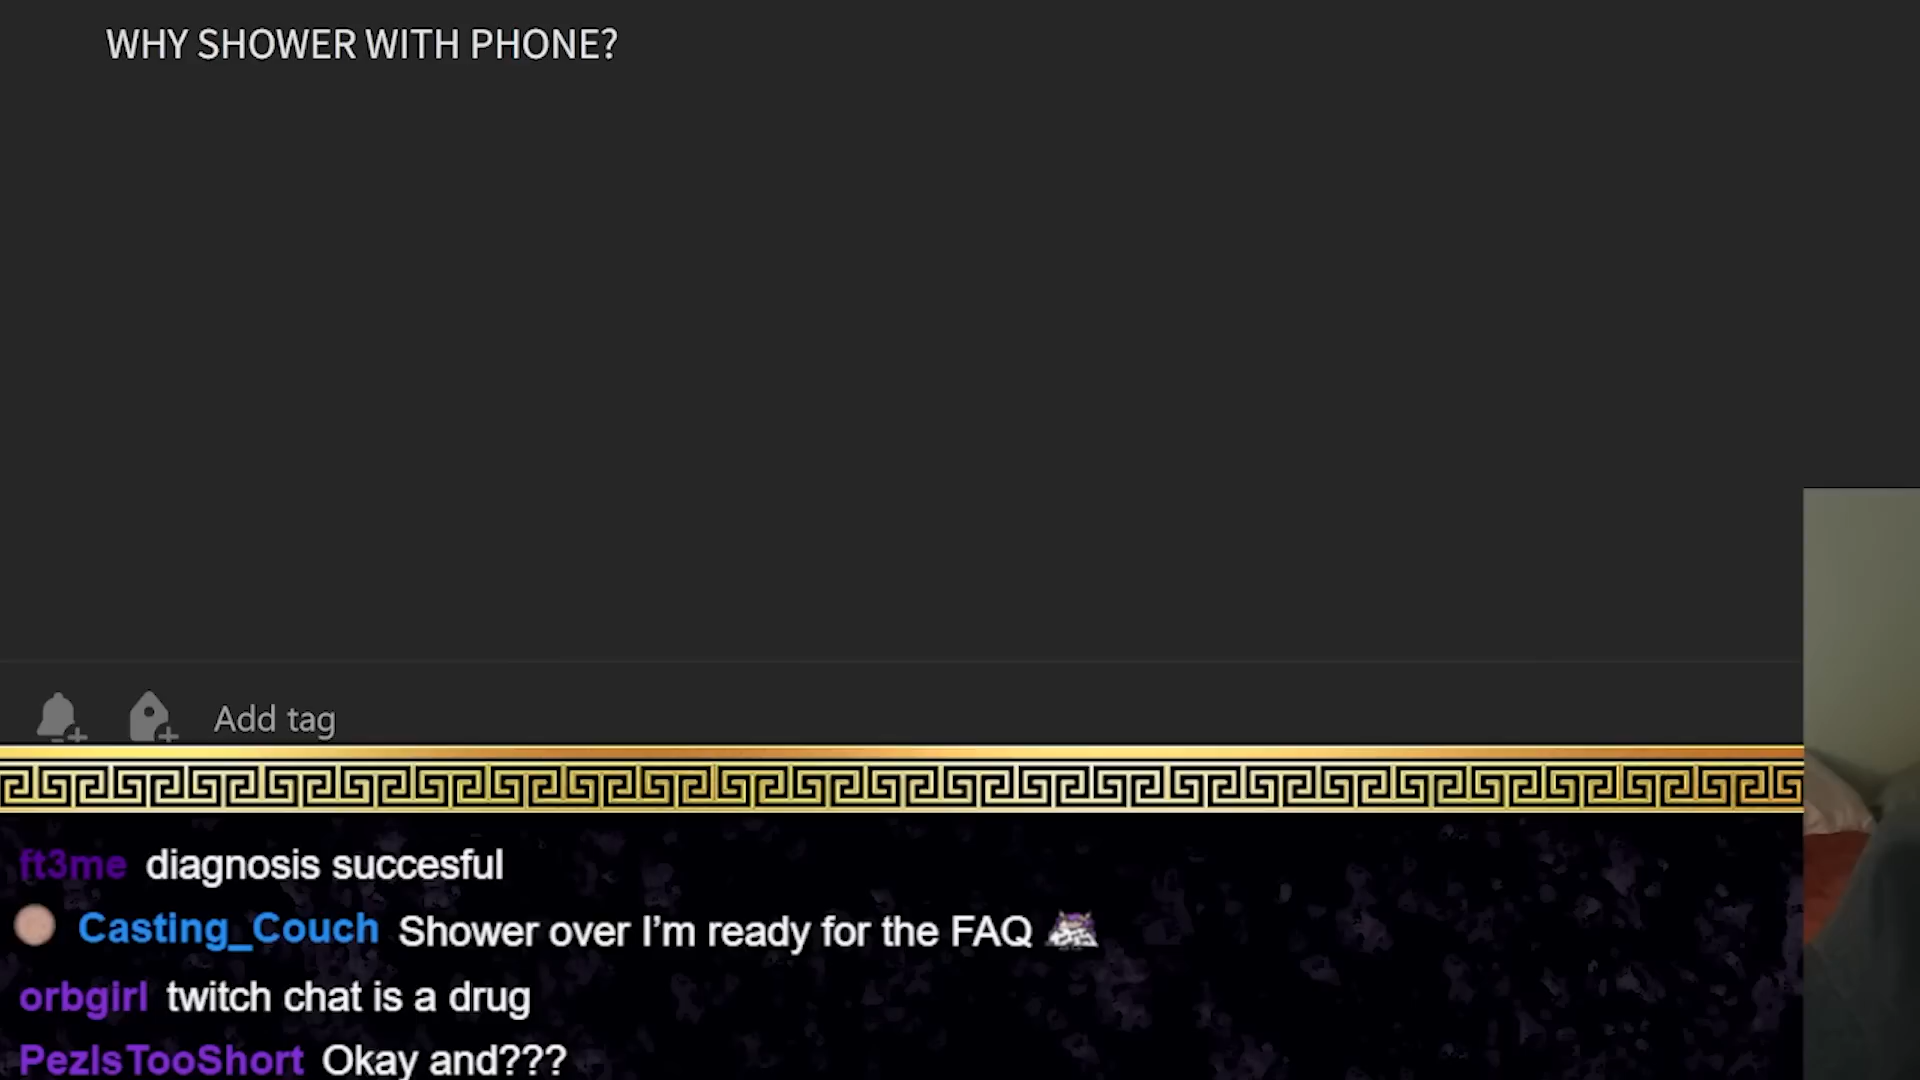 WHY SHOWER WITH PHONE?
Add tag
ft3me diagnosis succesful
Casting_Couch Shower over I'm ready for the FAQ
orbgirl twitch chat is a drug
PezIsTooShort Okay and???